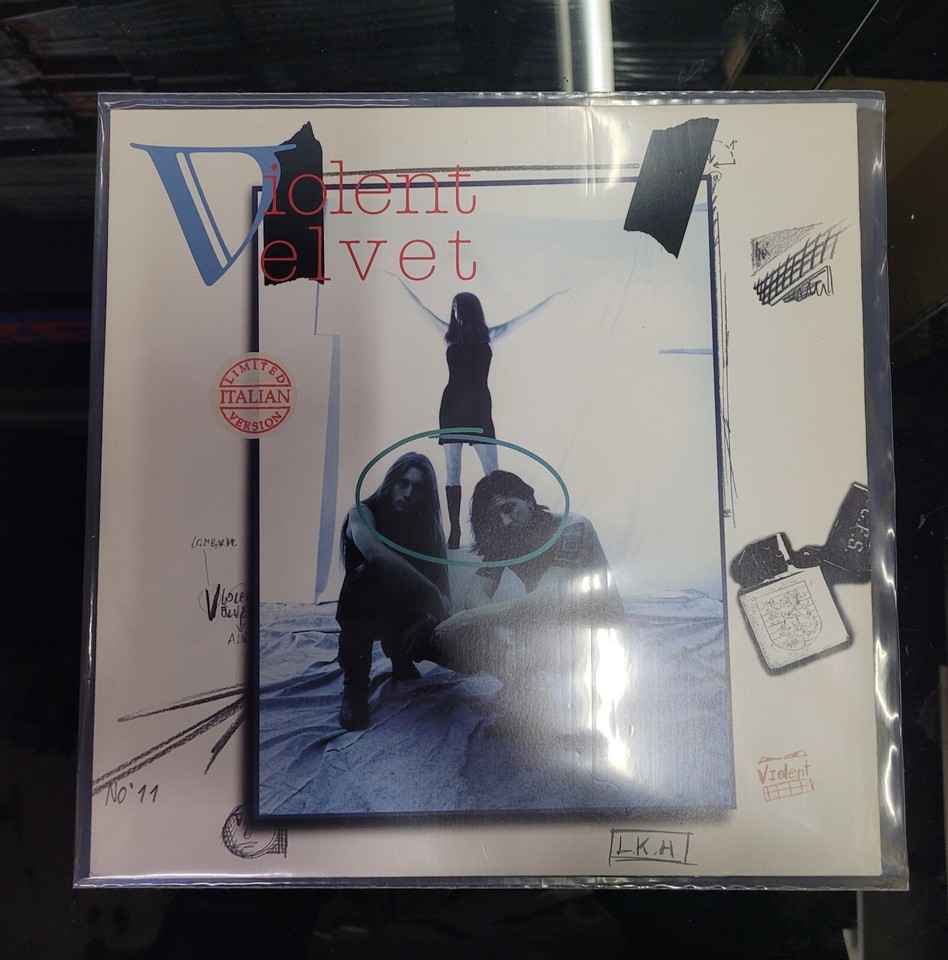 Violent
Velvet
LIMITED
ITALIAN
VERSION
No 11
L.K.H
Violent